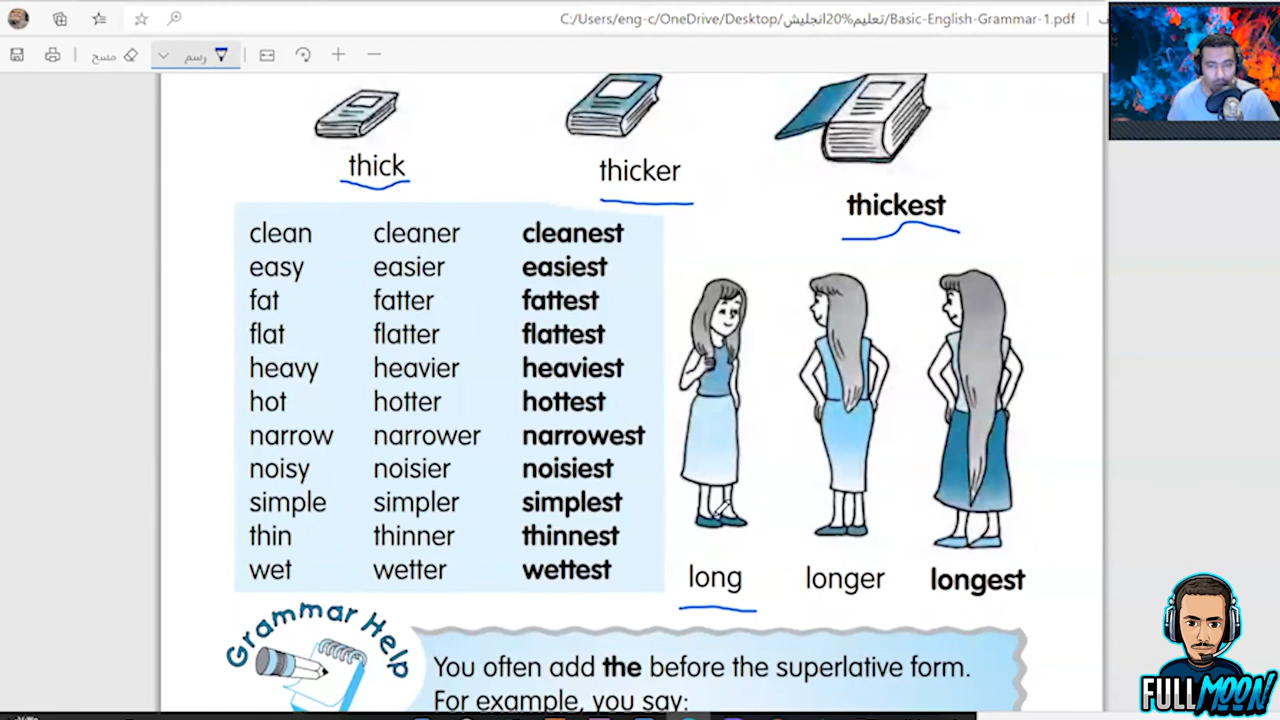 C:/Users/eng-c/OneDrive/Desktop/تعليم%20انجليش/Basic-English-Grammar-1.pdf
مسح
رسم
thick
thicker
thickest
clean cleaner cleanest
easy easier easiest
fat fatter fattest
flat flatter flattest
heavy heavier heaviest
hot hotter hottest
narrow narrower narrowest
noisy noisier noisiest
simple simpler simplest
thin thinner thinnest
wet wetter wettest
long longer longest
Grammar Help
You often add the before the superlative form.
For example, you say:
FULLMOON